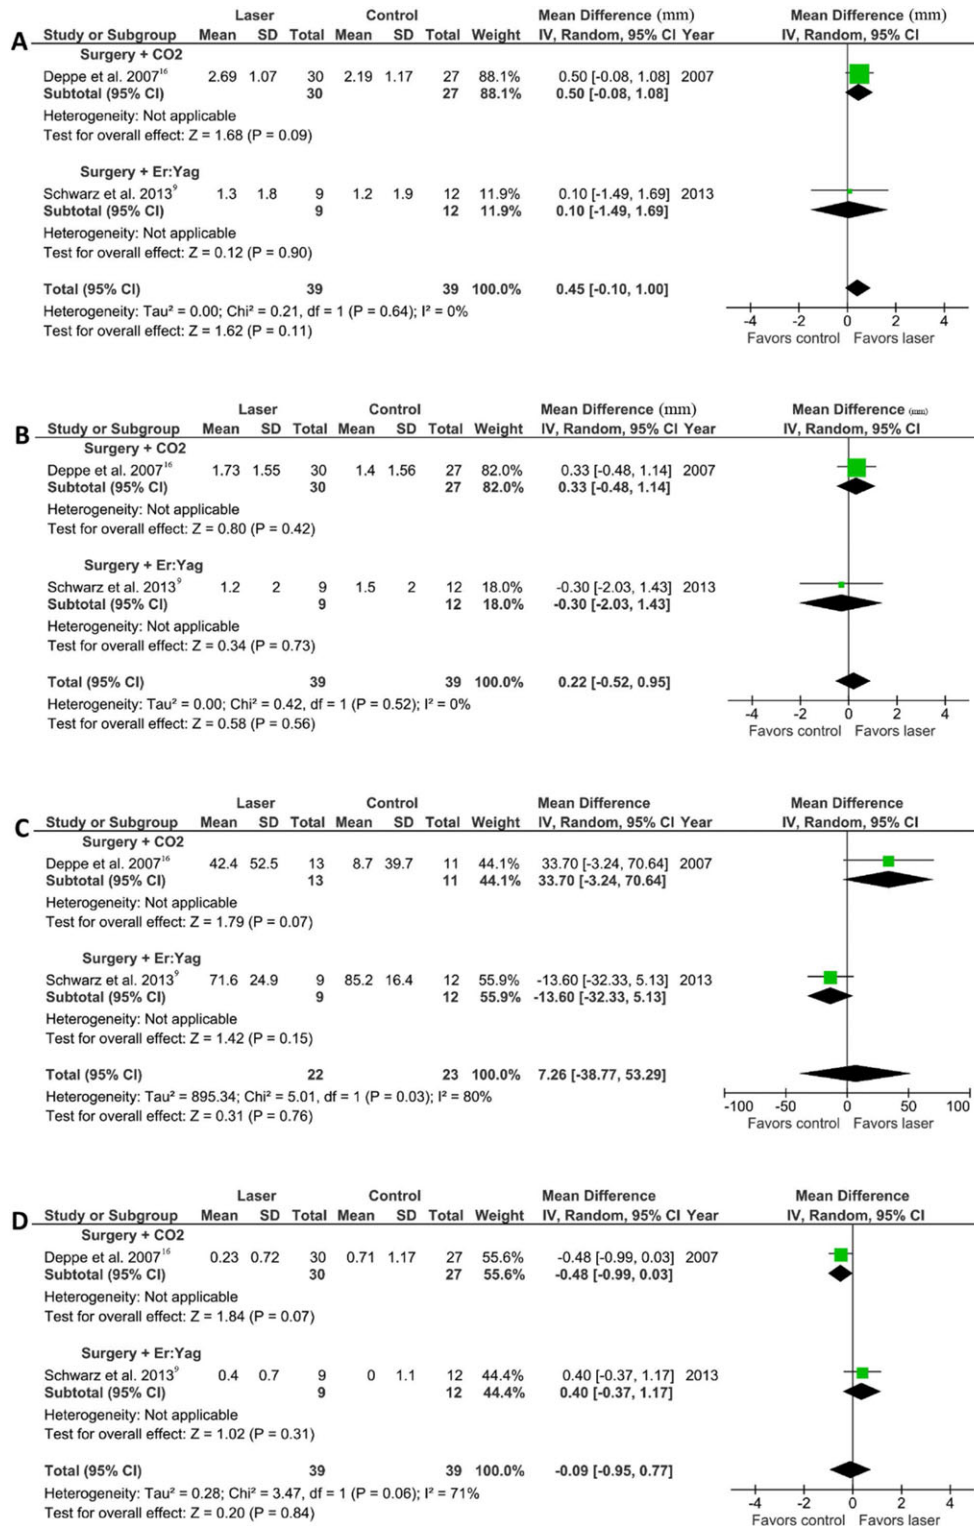 A
Laser Control Mean Difference (mm) Mean Difference (mm)
Study or Subgroup Mean SD Total Mean SD Total Weight IV, Random, 95% CI Year IV, Random, 95% CI
Surgery + CO2
Deppe et al. 2007¹⁶ 2.69 1.07 30 2.19 1.17 27 88.1% 0.50 [-0.08, 1.08] 2007
Subtotal (95% CI) 30 27 88.1% 0.50 [-0.08, 1.08]
Heterogeneity: Not applicable
Test for overall effect: Z = 1.68 (P = 0.09)
Surgery + Er:Yag
Schwarz et al. 2013⁹ 1.3 1.8 9 1.2 1.9 12 11.9% 0.10 [-1.49, 1.69] 2013
Subtotal (95% CI) 9 12 11.9% 0.10 [-1.49, 1.69]
Heterogeneity: Not applicable
Test for overall effect: Z = 0.12 (P = 0.90)
Total (95% CI) 39 39 100.0% 0.45 [-0.10, 1.00]
Heterogeneity: Tau² = 0.00; Chi² = 0.21, df = 1 (P = 0.64); I² = 0%
Test for overall effect: Z = 1.62 (P = 0.11)
-4 -2 0 2 4
Favors control Favors laser
B
Laser Control Mean Difference (mm) Mean Difference (mm)
Study or Subgroup Mean SD Total Mean SD Total Weight IV, Random, 95% CI Year IV, Random, 95% CI
Surgery + CO2
Deppe et al. 2007¹⁶ 1.73 1.55 30 1.4 1.56 27 82.0% 0.33 [-0.48, 1.14] 2007
Subtotal (95% CI) 30 27 82.0% 0.33 [-0.48, 1.14]
Heterogeneity: Not applicable
Test for overall effect: Z = 0.80 (P = 0.42)
Surgery + Er:Yag
Schwarz et al. 2013⁹ 1.2 2 9 1.5 2 12 18.0% -0.30 [-2.03, 1.43] 2013
Subtotal (95% CI) 9 12 18.0% -0.30 [-2.03, 1.43]
Heterogeneity: Not applicable
Test for overall effect: Z = 0.34 (P = 0.73)
Total (95% CI) 39 39 100.0% 0.22 [-0.52, 0.95]
Heterogeneity: Tau² = 0.00; Chi² = 0.42, df = 1 (P = 0.52); I² = 0%
Test for overall effect: Z = 0.58 (P = 0.56)
-4 -2 0 2 4
Favors control Favors laser
C
Laser Control Mean Difference Mean Difference
Study or Subgroup Mean SD Total Mean SD Total Weight IV, Random, 95% CI Year IV, Random, 95% CI
Surgery + CO2
Deppe et al. 2007¹⁶ 42.4 52.5 13 8.7 39.7 11 44.1% 33.70 [-3.24, 70.64] 2007
Subtotal (95% CI) 13 11 44.1% 33.70 [-3.24, 70.64]
Heterogeneity: Not applicable
Test for overall effect: Z = 1.79 (P = 0.07)
Surgery + Er:Yag
Schwarz et al. 2013⁹ 71.6 24.9 9 85.2 16.4 12 55.9% -13.60 [-32.33, 5.13] 2013
Subtotal (95% CI) 9 12 55.9% -13.60 [-32.33, 5.13]
Heterogeneity: Not applicable
Test for overall effect: Z = 1.42 (P = 0.15)
Total (95% CI) 22 23 100.0% 7.26 [-38.77, 53.29]
Heterogeneity: Tau² = 895.34; Chi² = 5.01, df = 1 (P = 0.03); I² = 80%
Test for overall effect: Z = 0.31 (P = 0.76)
-100 -50 0 50 100
Favors control Favors laser
D
Laser Control Mean Difference Mean Difference
Study or Subgroup Mean SD Total Mean SD Total Weight IV, Random, 95% CI Year IV, Random, 95% CI
Surgery + CO2
Deppe et al. 2007¹⁶ 0.23 0.72 30 0.71 1.17 27 55.6% -0.48 [-0.99, 0.03] 2007
Subtotal (95% CI) 30 27 55.6% -0.48 [-0.99, 0.03]
Heterogeneity: Not applicable
Test for overall effect: Z = 1.84 (P = 0.07)
Surgery + Er:Yag
Schwarz et al. 2013⁹ 0.4 0.7 9 0 1.1 12 44.4% 0.40 [-0.37, 1.17] 2013
Subtotal (95% CI) 9 12 44.4% 0.40 [-0.37, 1.17]
Heterogeneity: Not applicable
Test for overall effect: Z = 1.02 (P = 0.31)
Total (95% CI) 39 39 100.0% -0.09 [-0.95, 0.77]
Heterogeneity: Tau² = 0.28; Chi² = 3.47, df = 1 (P = 0.06); I² = 71%
Test for overall effect: Z = 0.20 (P = 0.84)
-4 -2 0 2 4
Favors control Favors laser